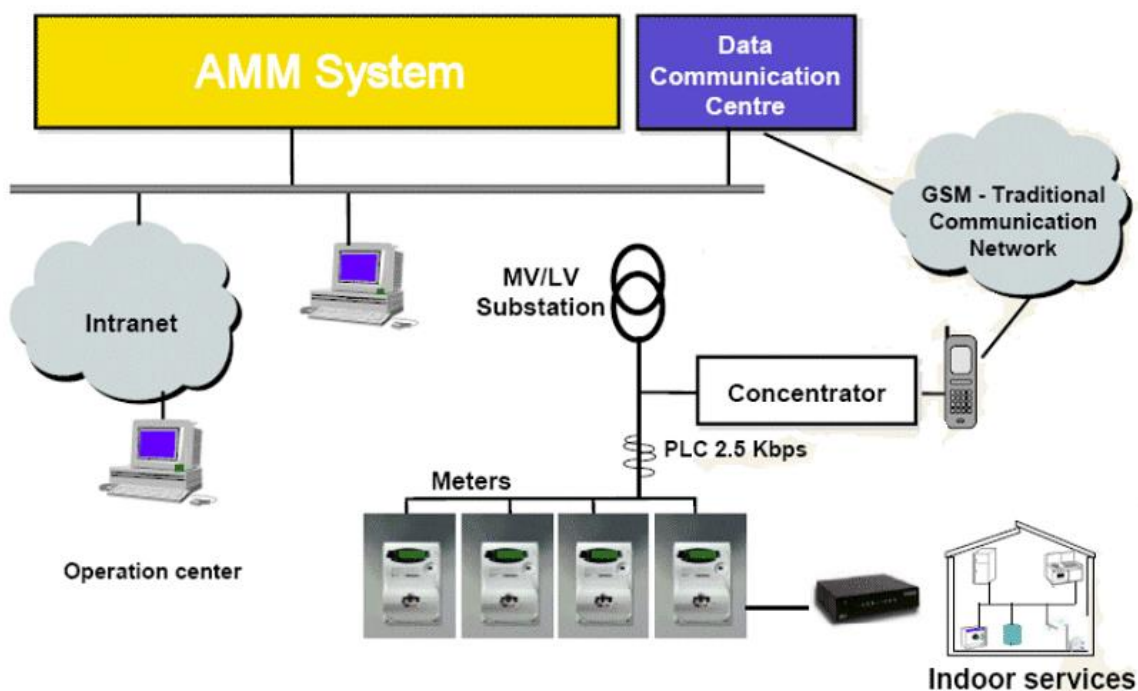 AMM System
Data
Communication
Centre
GSM - Traditional
Communication
Network
MV/LV
Substation
Intranet
Concentrator
PLC 2.5 Kbps
Meters
Operation center
Indoor services